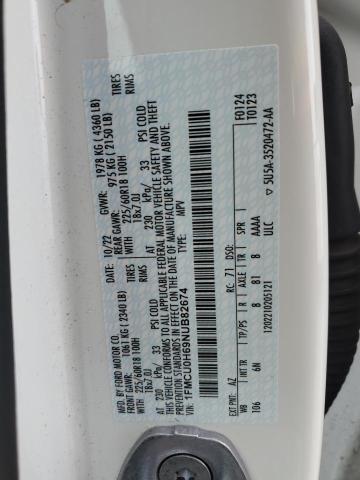 MFD. BY FORD MOTOR CO.
10/22
GVWR: 1978 KG ( 4360 LB)
FRONT GAWR: 1061 KG ( 2340 LB)
REAR GAWR: 975 KG ( 2150 LB)
WITH 225/60R18 100H TIRES
WITH 225/60R18 100H TIRES
18x7.0J RIMS
18x7.0J RIMS
AT 230 kPa/ 33 PSI COLD
AT 230 kPa/ 33 PSI COLD
THIS VEHICLE CONFORMS TO ALL APPLICABLE FEDERAL MOTOR VEHICLE SAFETY AND THEFT
PREVENTION STANDARDS IN EFFECT ON THE DATE OF MANUFACTURE SHOWN ABOVE.
VIN: 1FMCU0H69NUB82674
TYPE: MPV
F0124
T0123
EXT PNT: AZ RC: 71 DSO:
WB TP/PS R AXLE TR SPR
106 6N 8 81 8 AAAA
ULC
1202210205121
▽ 5U5A-3520472-AA